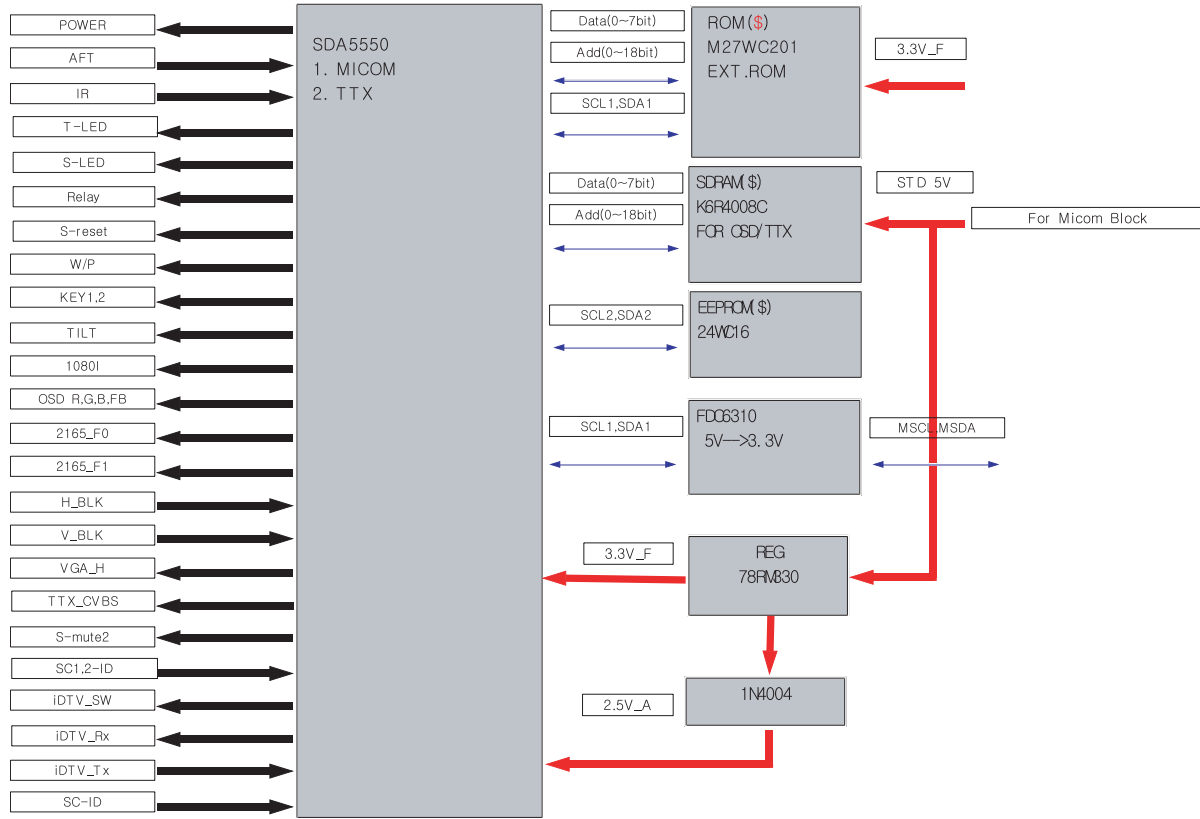 POWER
AFT
IR
T-LED
S-LED
Relay
S-reset
W/P
KEY1,2
TILT
1080I
OSD R,G,B,FB
2165_F0
2165_F1
H_BLK
V_BLK
VGA_H
TTX_CVBS
S-mute2
SC1,2-ID
iDTV_SW
iDTV_Rx
iDTV_Tx
SC-ID
SDA5550
1. MICOM
2. TTX
Data(0~7bit)
Add(0~18bit)
SCL1,SDA1
ROM($)
M27WC201
EXT.ROM
3.3V_F
Data(0~7bit)
Add(0~18bit)
SDRAM($)
K6R4008C
FOR OSD/TTX
STD 5V
For Micom Block
SCL2,SDA2
EEPROM($)
24WC16
SCL1,SDA1
FDC6310
5V-->3.3V
MSCL,MSDA
3.3V_F
REG
78RM330
2.5V_A
1N4004